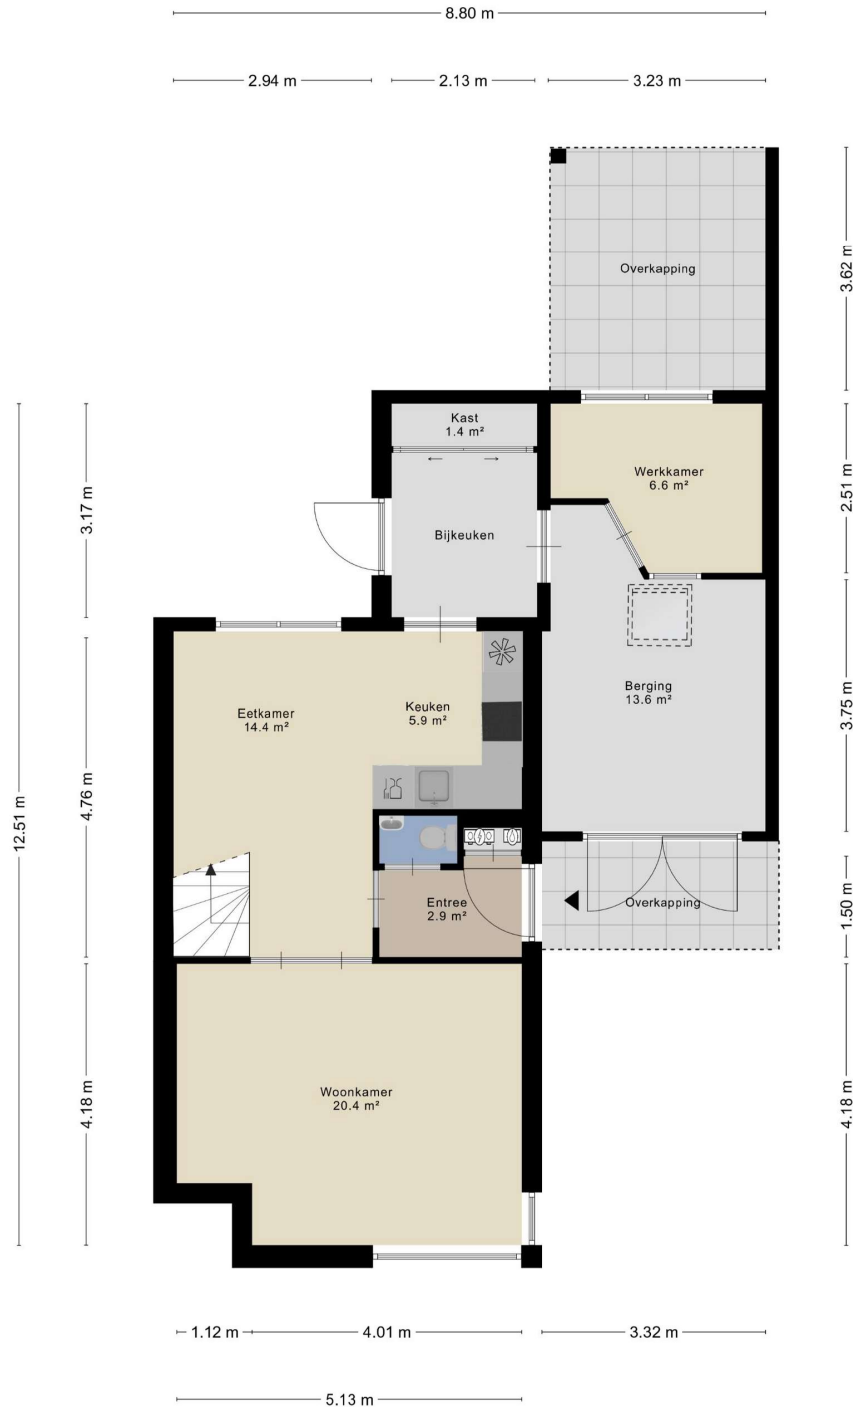 8.80 m
2.94 m
2.13 m
3.23 m
3.62 m
Overkapping
Kast
1.4 m²
Werkkamer
6.6 m²
2.51 m
3.17 m
Bijkeuken
Eetkamer
14.4 m²
Keuken
5.9 m²
Berging
13.6 m²
3.75 m
4.76 m
12.51 m
Entree
2.9 m²
Overkapping
1.50 m
Woonkamer
20.4 m²
4.18 m
4.18 m
1.12 m
4.01 m
3.32 m
5.13 m